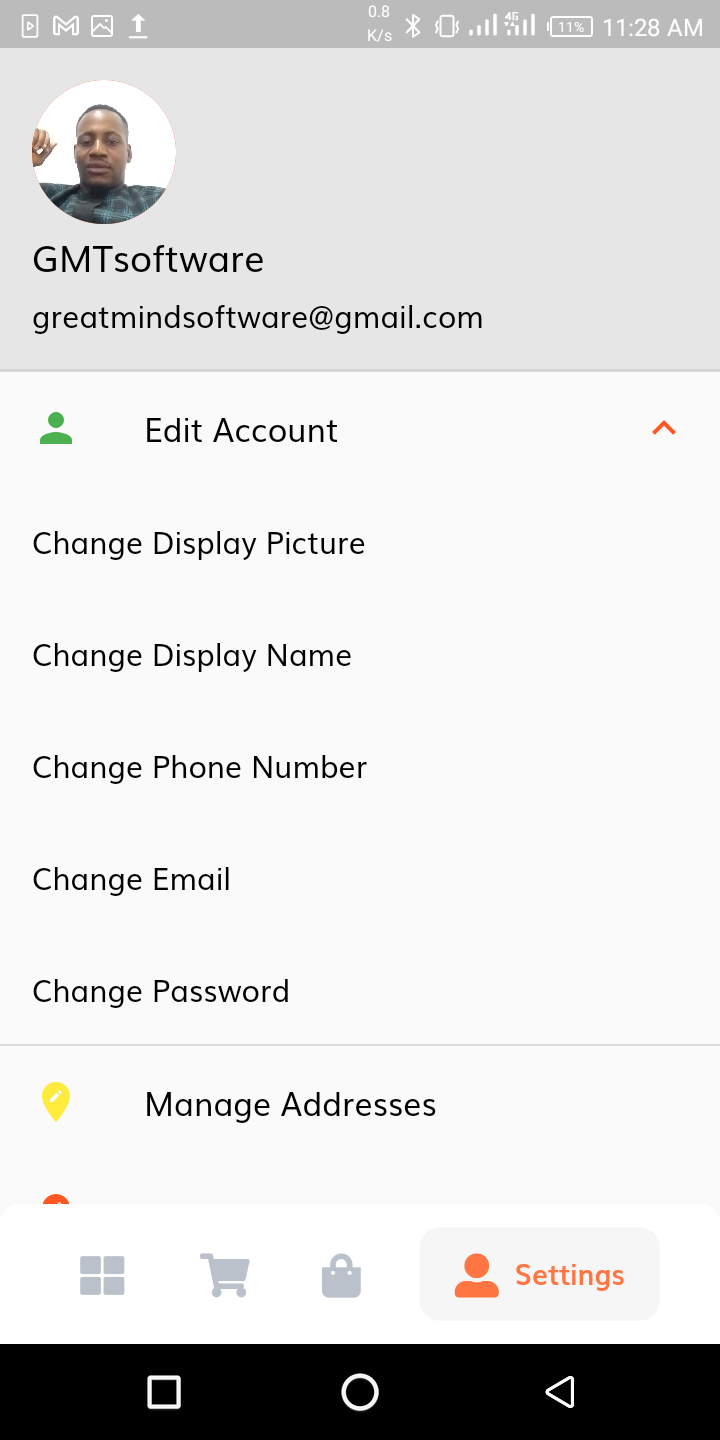 0.8
K/s
4G
11%
11:28 AM
GMTsoftware
greatmindsoftware@gmail.com
Edit Account
Change Display Picture
Change Display Name
Change Phone Number
Change Email
Change Password
Manage Addresses
Settings